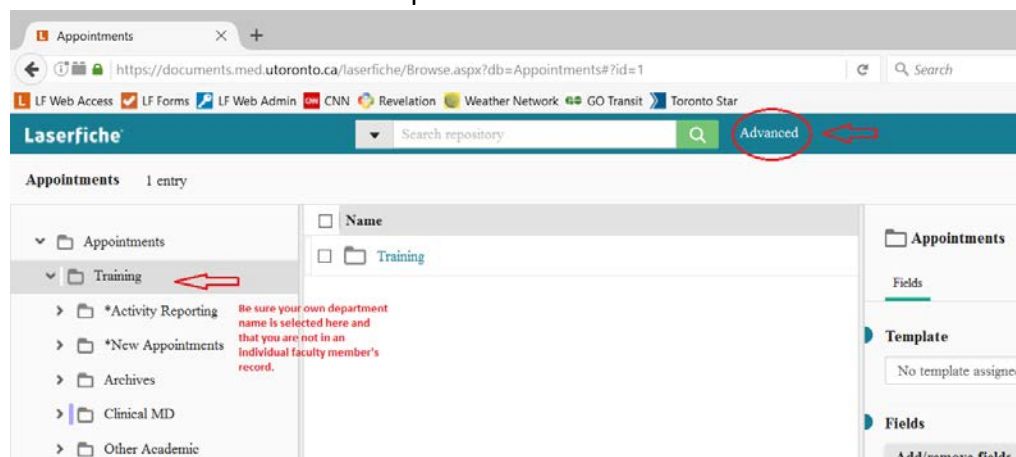 Appointments
https://documents.med.utoronto.ca/laserfiche/Browse.aspx?db=Appointments#?id=1
Search
LF Web Access LF Forms LF Web Admin CNN Revelation Weather Network GO Transit Toronto Star
Laserfiche
Search repository
Advanced
Appointments 1 entry
Appointments
Training
*Activity Reporting
*New Appointments
Archives
Clinical MD
Other Academic
Be sure your own department
name is selected here and
that you are not in an
individual faculty member's
record.
Name
Training
Appointments
Fields
Template
No template assigned
Fields
Add/remove fields